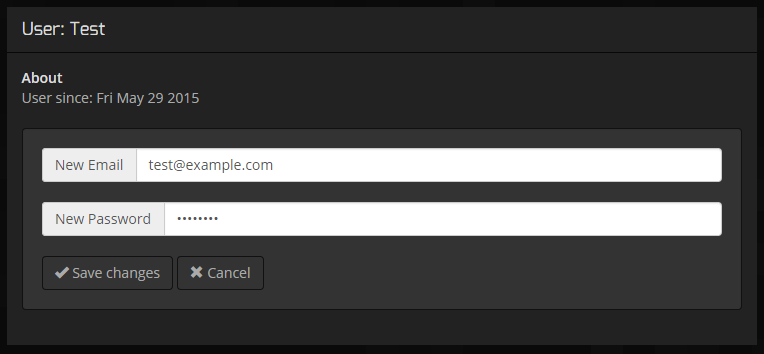 User: Test
About
User since: Fri May 29 2015
New Email test@example.com
New Password ••••••••
Save changes Cancel